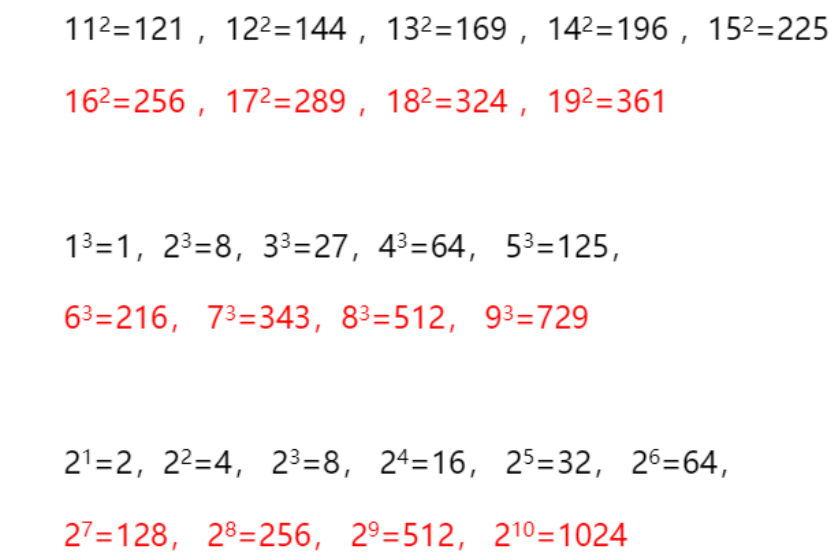 11²=121 , 12²=144 , 13²=169 , 14²=196 , 15²=225
16²=256 , 17²=289 , 18²=324 , 19²=361
1³=1, 2³=8, 3³=27, 4³=64, 5³=125,
6³=216, 7³=343, 8³=512, 9³=729
2¹=2, 2²=4, 2³=8, 2⁴=16, 2⁵=32, 2⁶=64,
2⁷=128, 2⁸=256, 2⁹=512, 2¹⁰=1024